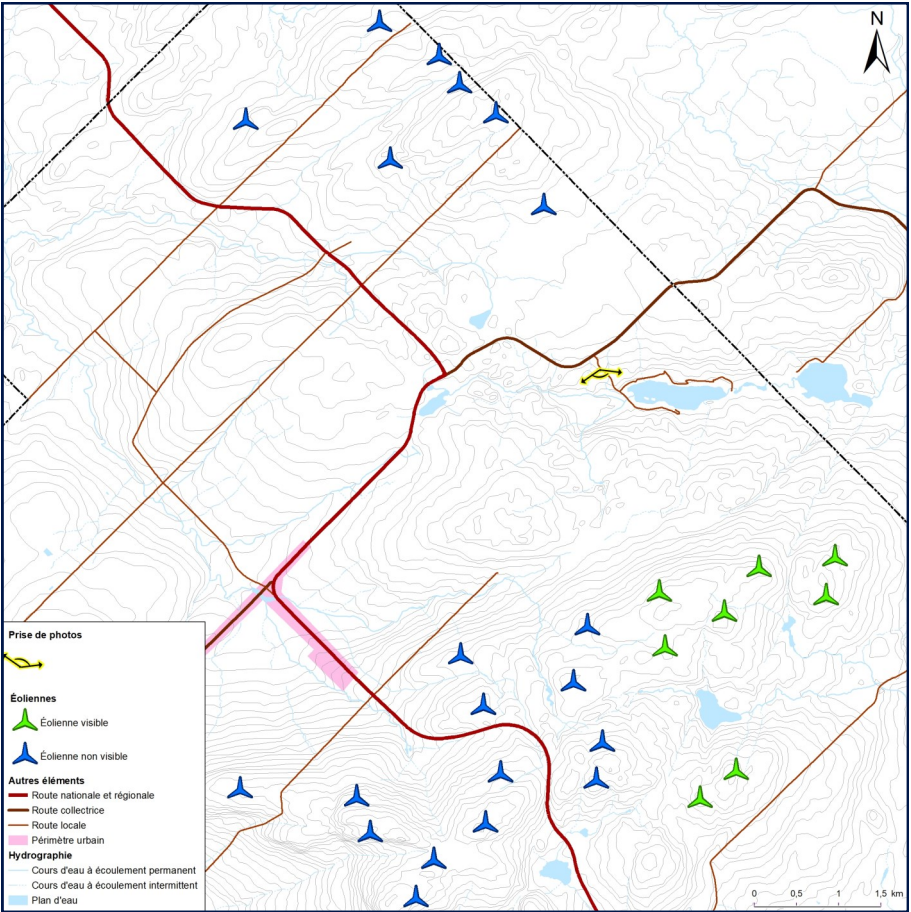 N
Prise de photos
Éoliennes
Éolienne visible
Éolienne non visible
Autres éléments
Route nationale et régionale
Route collectrice
Route locale
Périmètre urbain
Hydrographie
Cours d'eau à écoulement permanent
Cours d'eau à écoulement intermittent
Plan d'eau
0 0,5 1 1,5 km